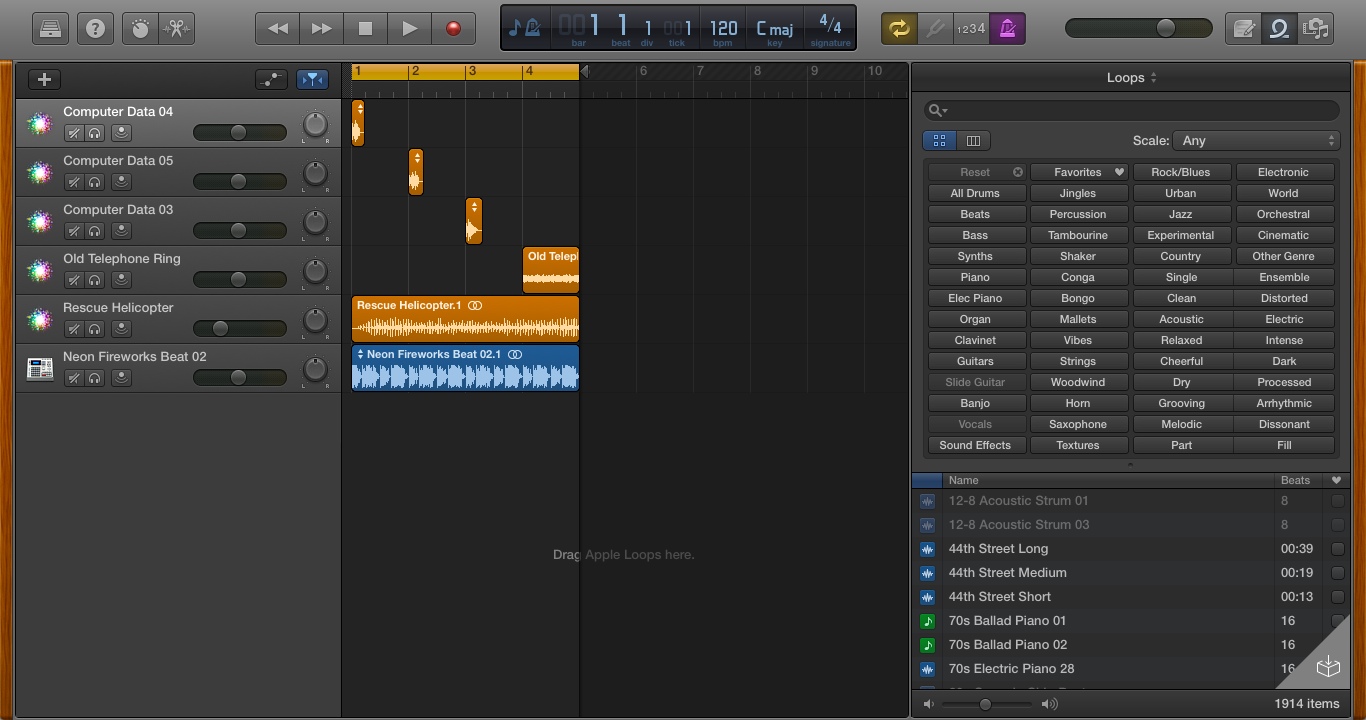 1 1 1 1 120 C maj 4/4
bar beat div tick bpm key signature
1234
1 2 3 4 6 7 8 9 10
Loops
Computer Data 04
L R
Computer Data 05
L R
Computer Data 03
L R
Old Telephone Ring
L R
Rescue Helicopter
L R
Neon Fireworks Beat 02
L R
Old Telep
Rescue Helicopter.1
Neon Fireworks Beat 02.1
Drag Apple Loops here.
Scale: Any
Reset Favorites Rock/Blues Electronic
All Drums Jingles Urban World
Beats Percussion Jazz Orchestral
Bass Tambourine Experimental Cinematic
Synths Shaker Country Other Genre
Piano Conga Single Ensemble
Elec Piano Bongo Clean Distorted
Organ Mallets Acoustic Electric
Clavinet Vibes Relaxed Intense
Guitars Strings Cheerful Dark
Slide Guitar Woodwind Dry Processed
Banjo Horn Grooving Arrhythmic
Vocals Saxophone Melodic Dissonant
Sound Effects Textures Part Fill
Name Beats
12-8 Acoustic Strum 01 8
12-8 Acoustic Strum 03 8
44th Street Long 00:39
44th Street Medium 00:19
44th Street Short 00:13
70s Ballad Piano 01 16
70s Ballad Piano 02 16
70s Electric Piano 28 16
1914 items